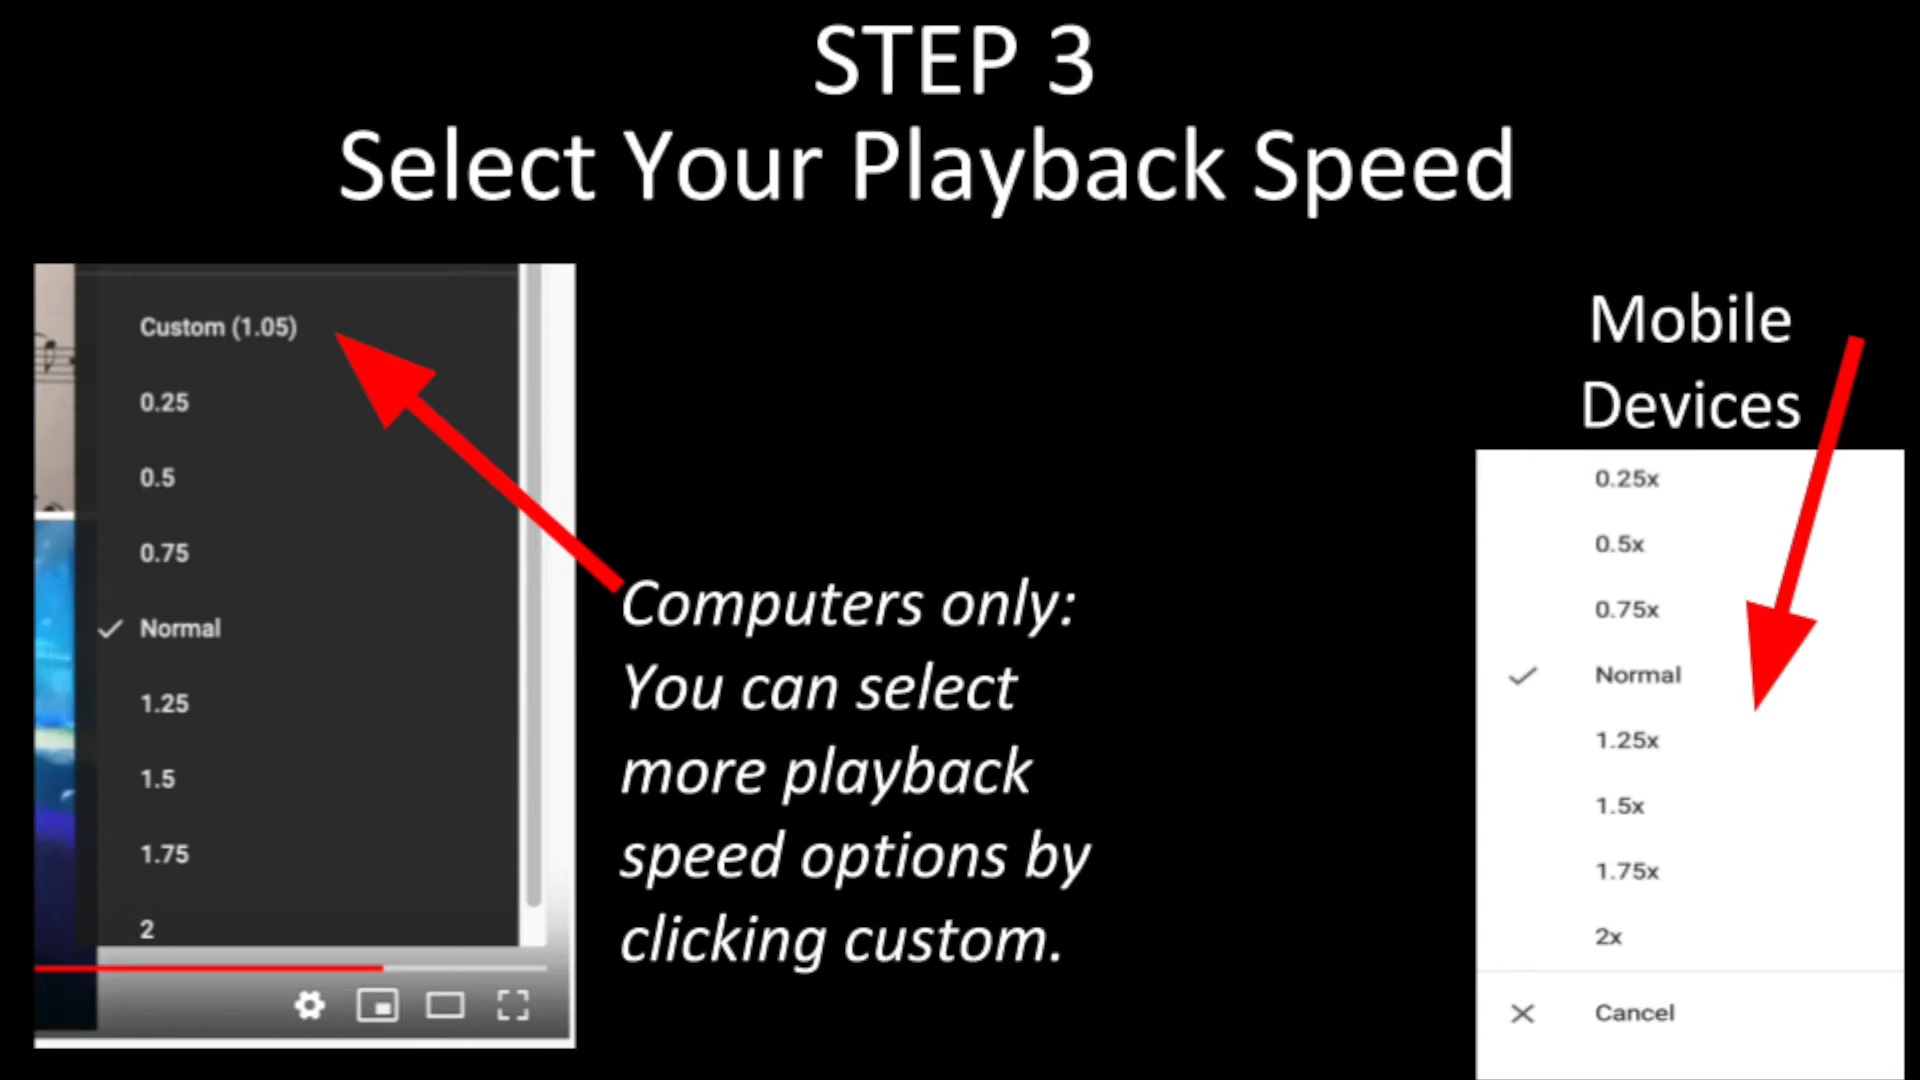 STEP 3
Select Your Playback Speed
Custom (1.05)
0.25
0.5
0.75
Normal
1.25
1.5
1.75
2
Computers only:
You can select
more playback
speed options by
clicking custom.
Mobile
Devices
0.25x
0.5x
0.75x
Normal
1.25x
1.5x
1.75x
2x
Cancel